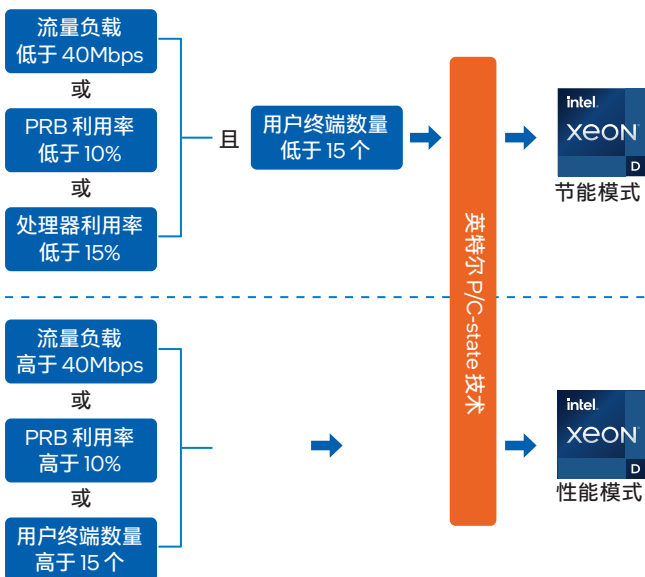 流量负载
低于 40Mbps
或
PRB 利用率
低于 10%
或
处理器利用率
低于 15%
且
用户终端数量
低于 15 个
英特尔 P/C-state 技术
intel.
xeon
D
节能模式
流量负载
高于 40Mbps
或
PRB 利用率
高于 10%
或
用户终端数量
高于 15 个
intel.
xeon
D
性能模式